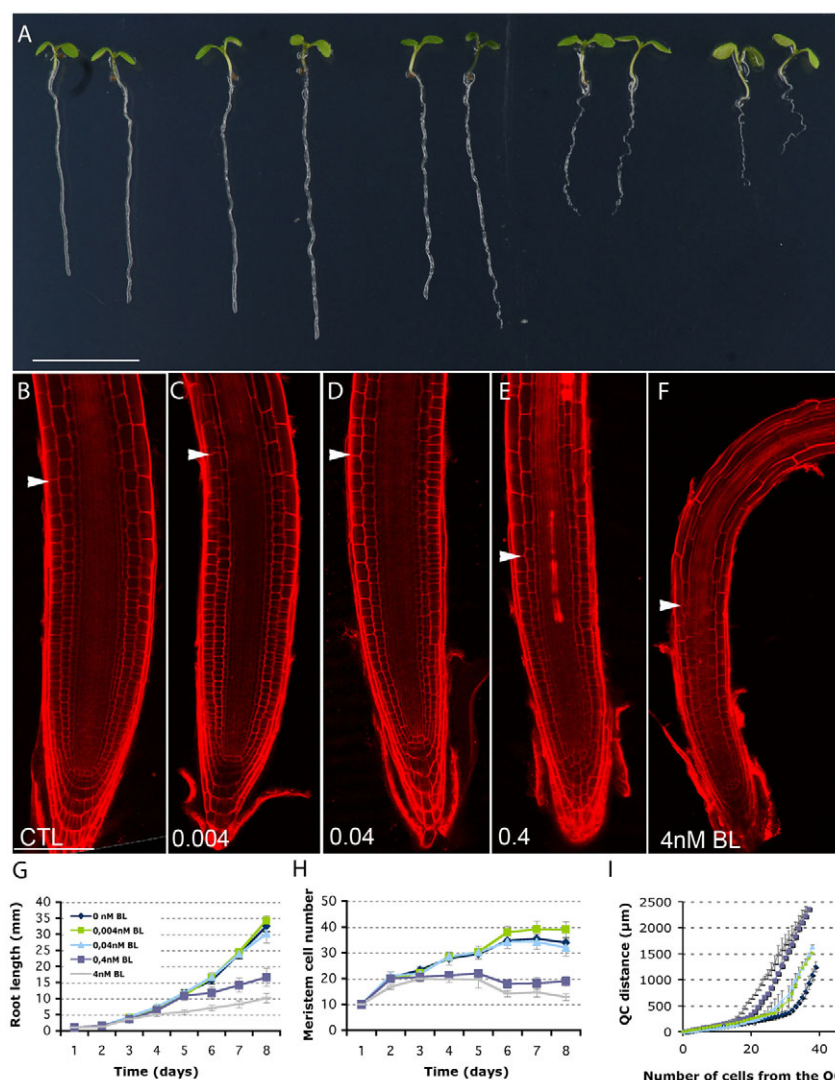 A
B
C
D
E
F
CTL
0.004
0.04
0.4
4nM BL
G
H
I
Root length (mm)
40
35
30
25
20
15
10
5
0
0 nM BL
0,004nM BL
0,04nM BL
0,4nM BL
4nM BL
1 2 3 4 5 6 7 8
Time (days)
Meristem cell number
50
40
30
20
10
0
1 2 3 4 5 6 7 8
Time (days)
QC distance (µm)
2500
2000
1500
1000
500
0
0 20 40
Number of cells from the